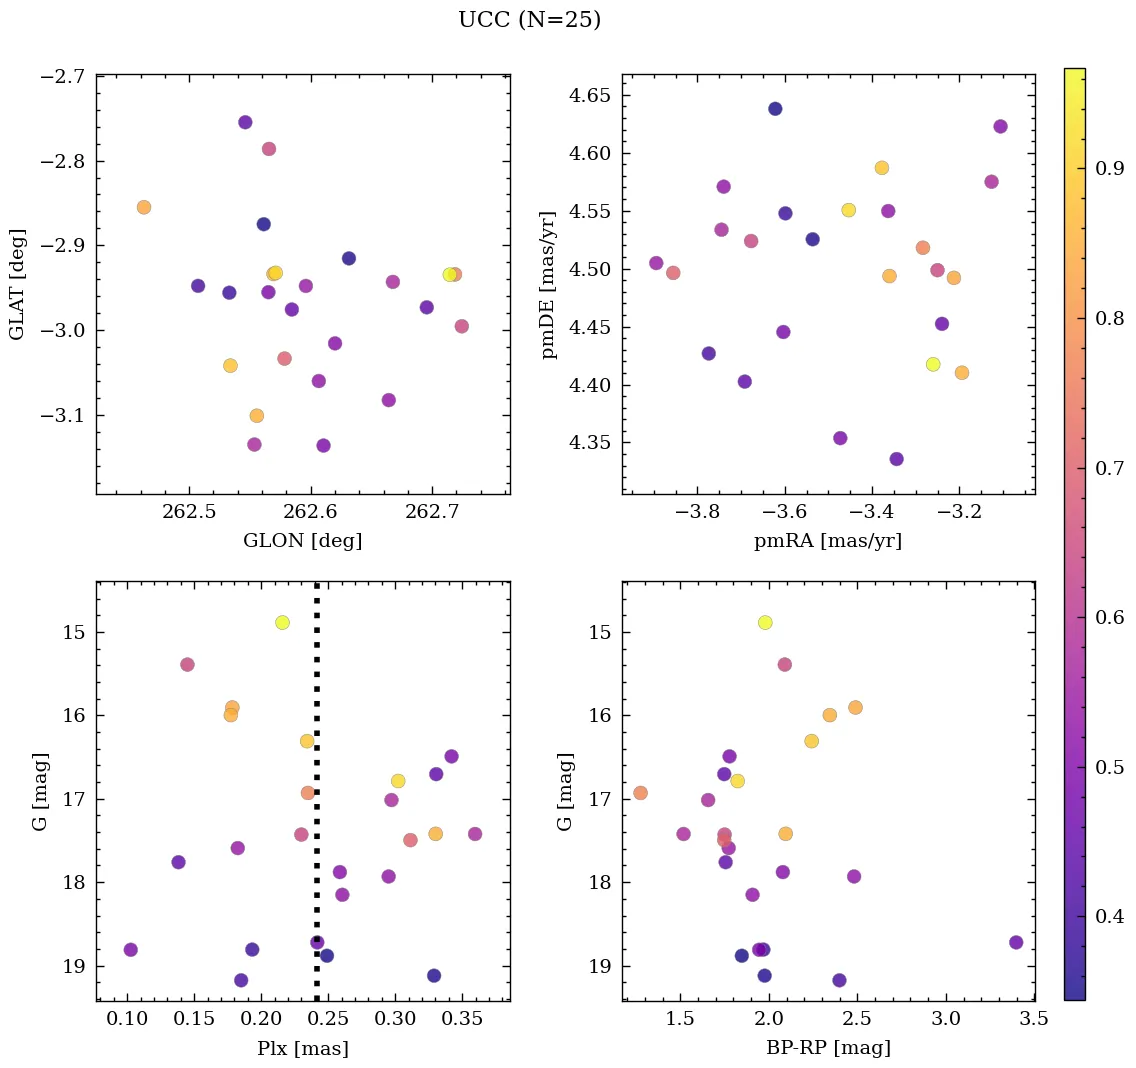 UCC (N=25)
−2.7
−2.8
−2.9
−3.0
−3.1
GLAT [deg]
262.5 262.6 262.7
GLON [deg]
4.65
4.60
4.55
4.50
4.45
4.40
4.35
pmDE [mas/yr]
−3.8 −3.6 −3.4 −3.2
pmRA [mas/yr]
15
16
17
18
19
G [mag]
0.10 0.15 0.20 0.25 0.30 0.35
Plx [mas]
15
16
17
18
19
G [mag]
1.5 2.0 2.5 3.0 3.5
BP-RP [mag]
0.9
0.8
0.7
0.6
0.5
0.4